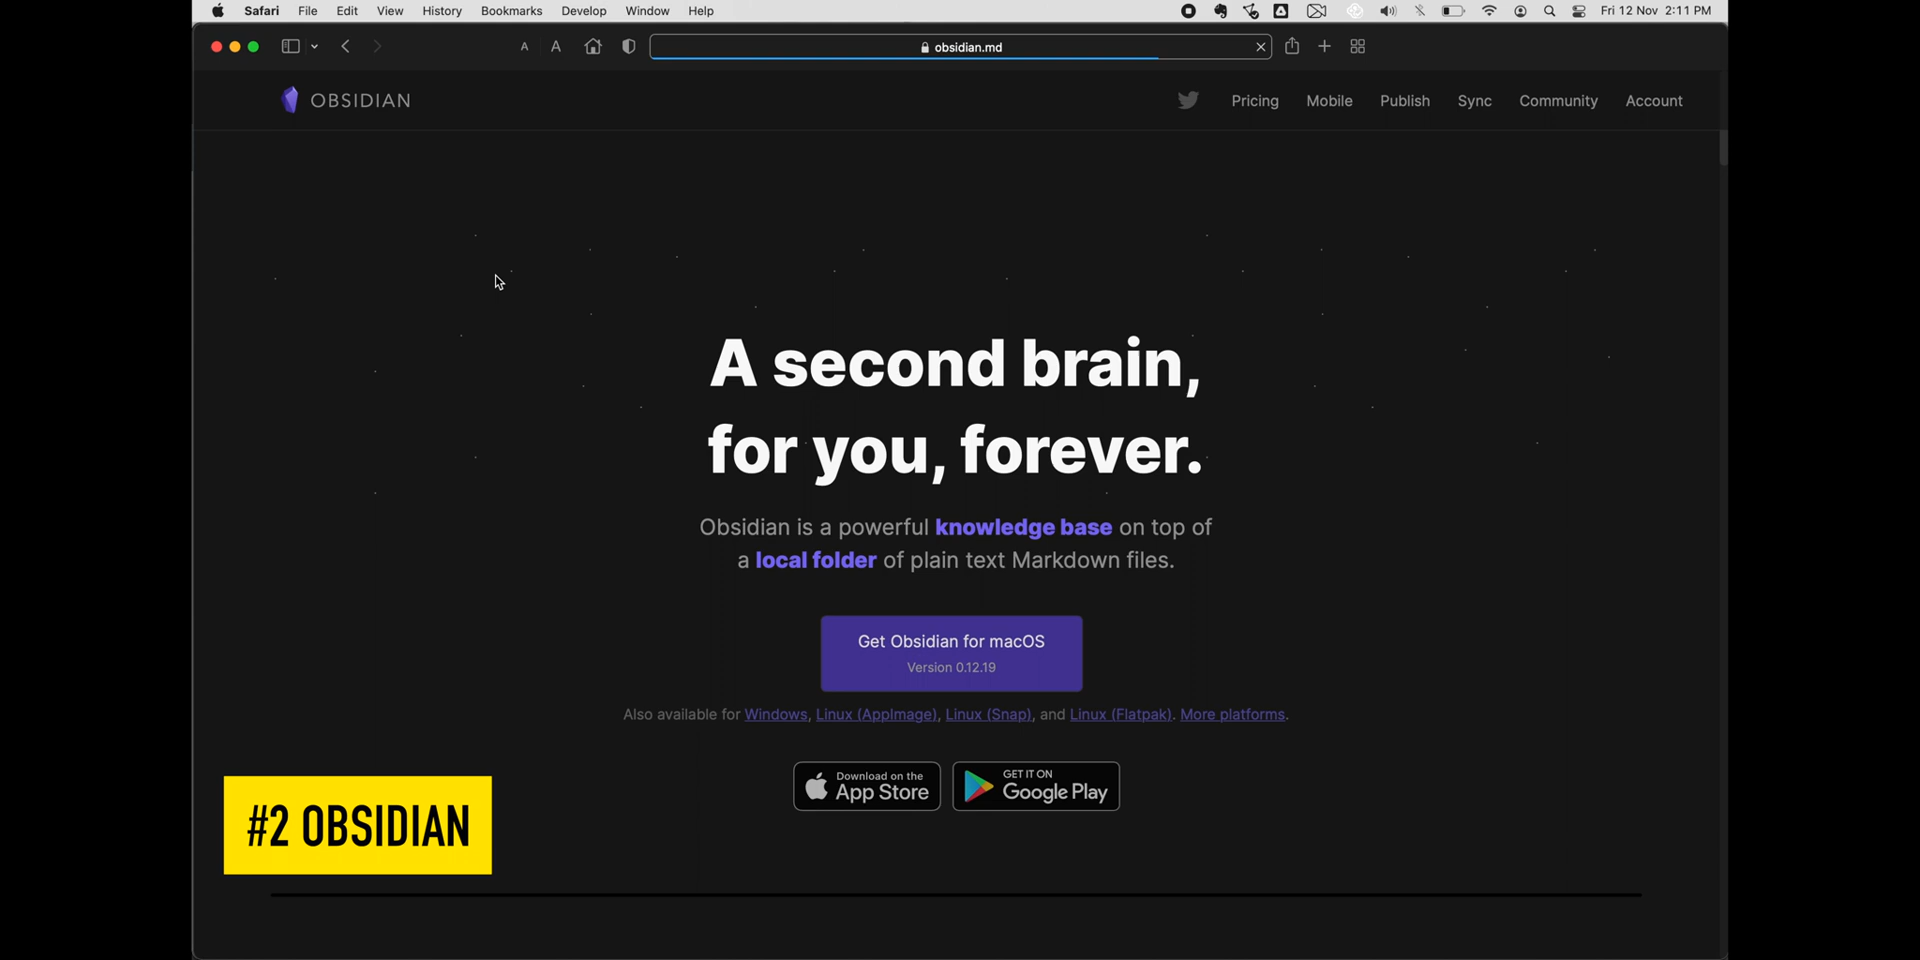 Safari File Edit View History Bookmarks Develop Window Help Fri 12 Nov 2:11 PM
A A obsidian.md
OBSIDIAN Pricing Mobile Publish Sync Community Account
A second brain,
for you, forever.
Obsidian is a powerful knowledge base on top of
a local folder of plain text Markdown files.
Get Obsidian for macOS
Version 0.12.19
Also available for Windows, Linux (AppImage), Linux (Snap), and Linux (Flatpak). More platforms.
Download on the
App Store
GET IT ON
Google Play
#2 OBSIDIAN